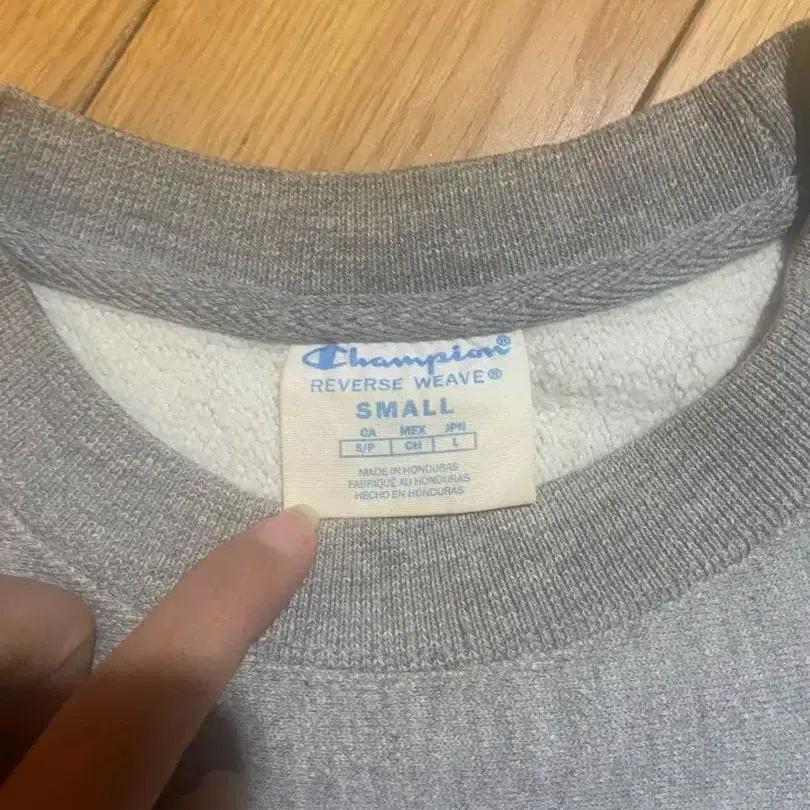 Champion®
REVERSE WEAVE®
SMALL
CA MEX JPN
S/P CH L
MADE IN HONDURAS
FABRIQUÉ AU HONDURAS
HECHO EN HONDURAS